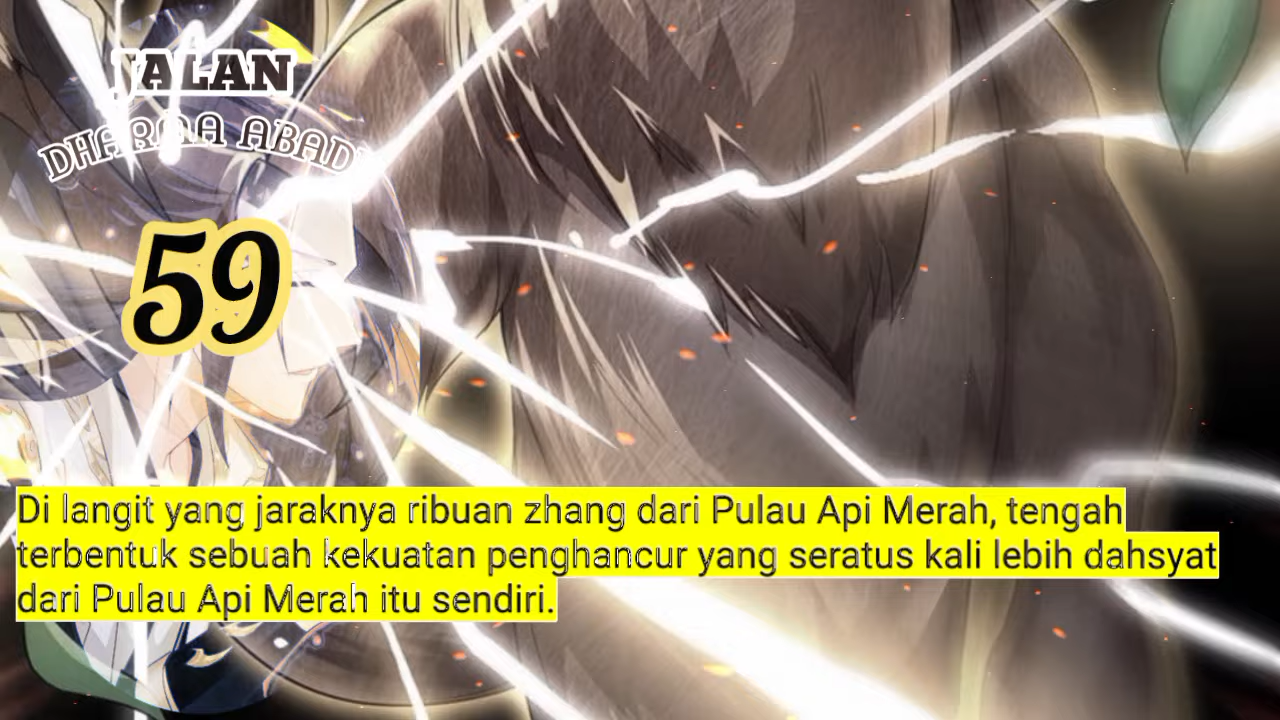 JALAN
DHARMA ABADI
59
Di langit yang jaraknya ribuan zhang dari Pulau Api Merah, tengah
terbentuk sebuah kekuatan penghancur yang seratus kali lebih dahsyat
dari Pulau Api Merah itu sendiri.